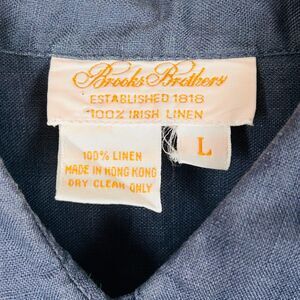 Brooks Brothers
ESTABLISHED 1818
100% IRISH LINEN
100% LINEN
MADE IN HONG KONG
DRY CLEAN ONLY
L